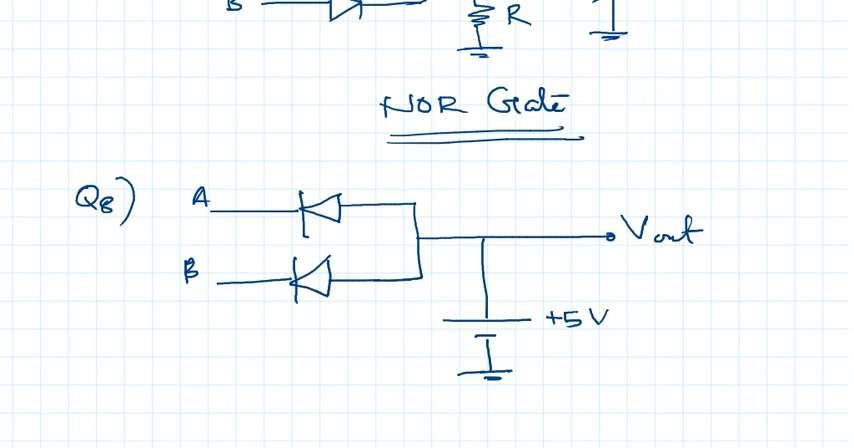 B
R
NOR Gate
Q8)
A
Vout
B
+5V